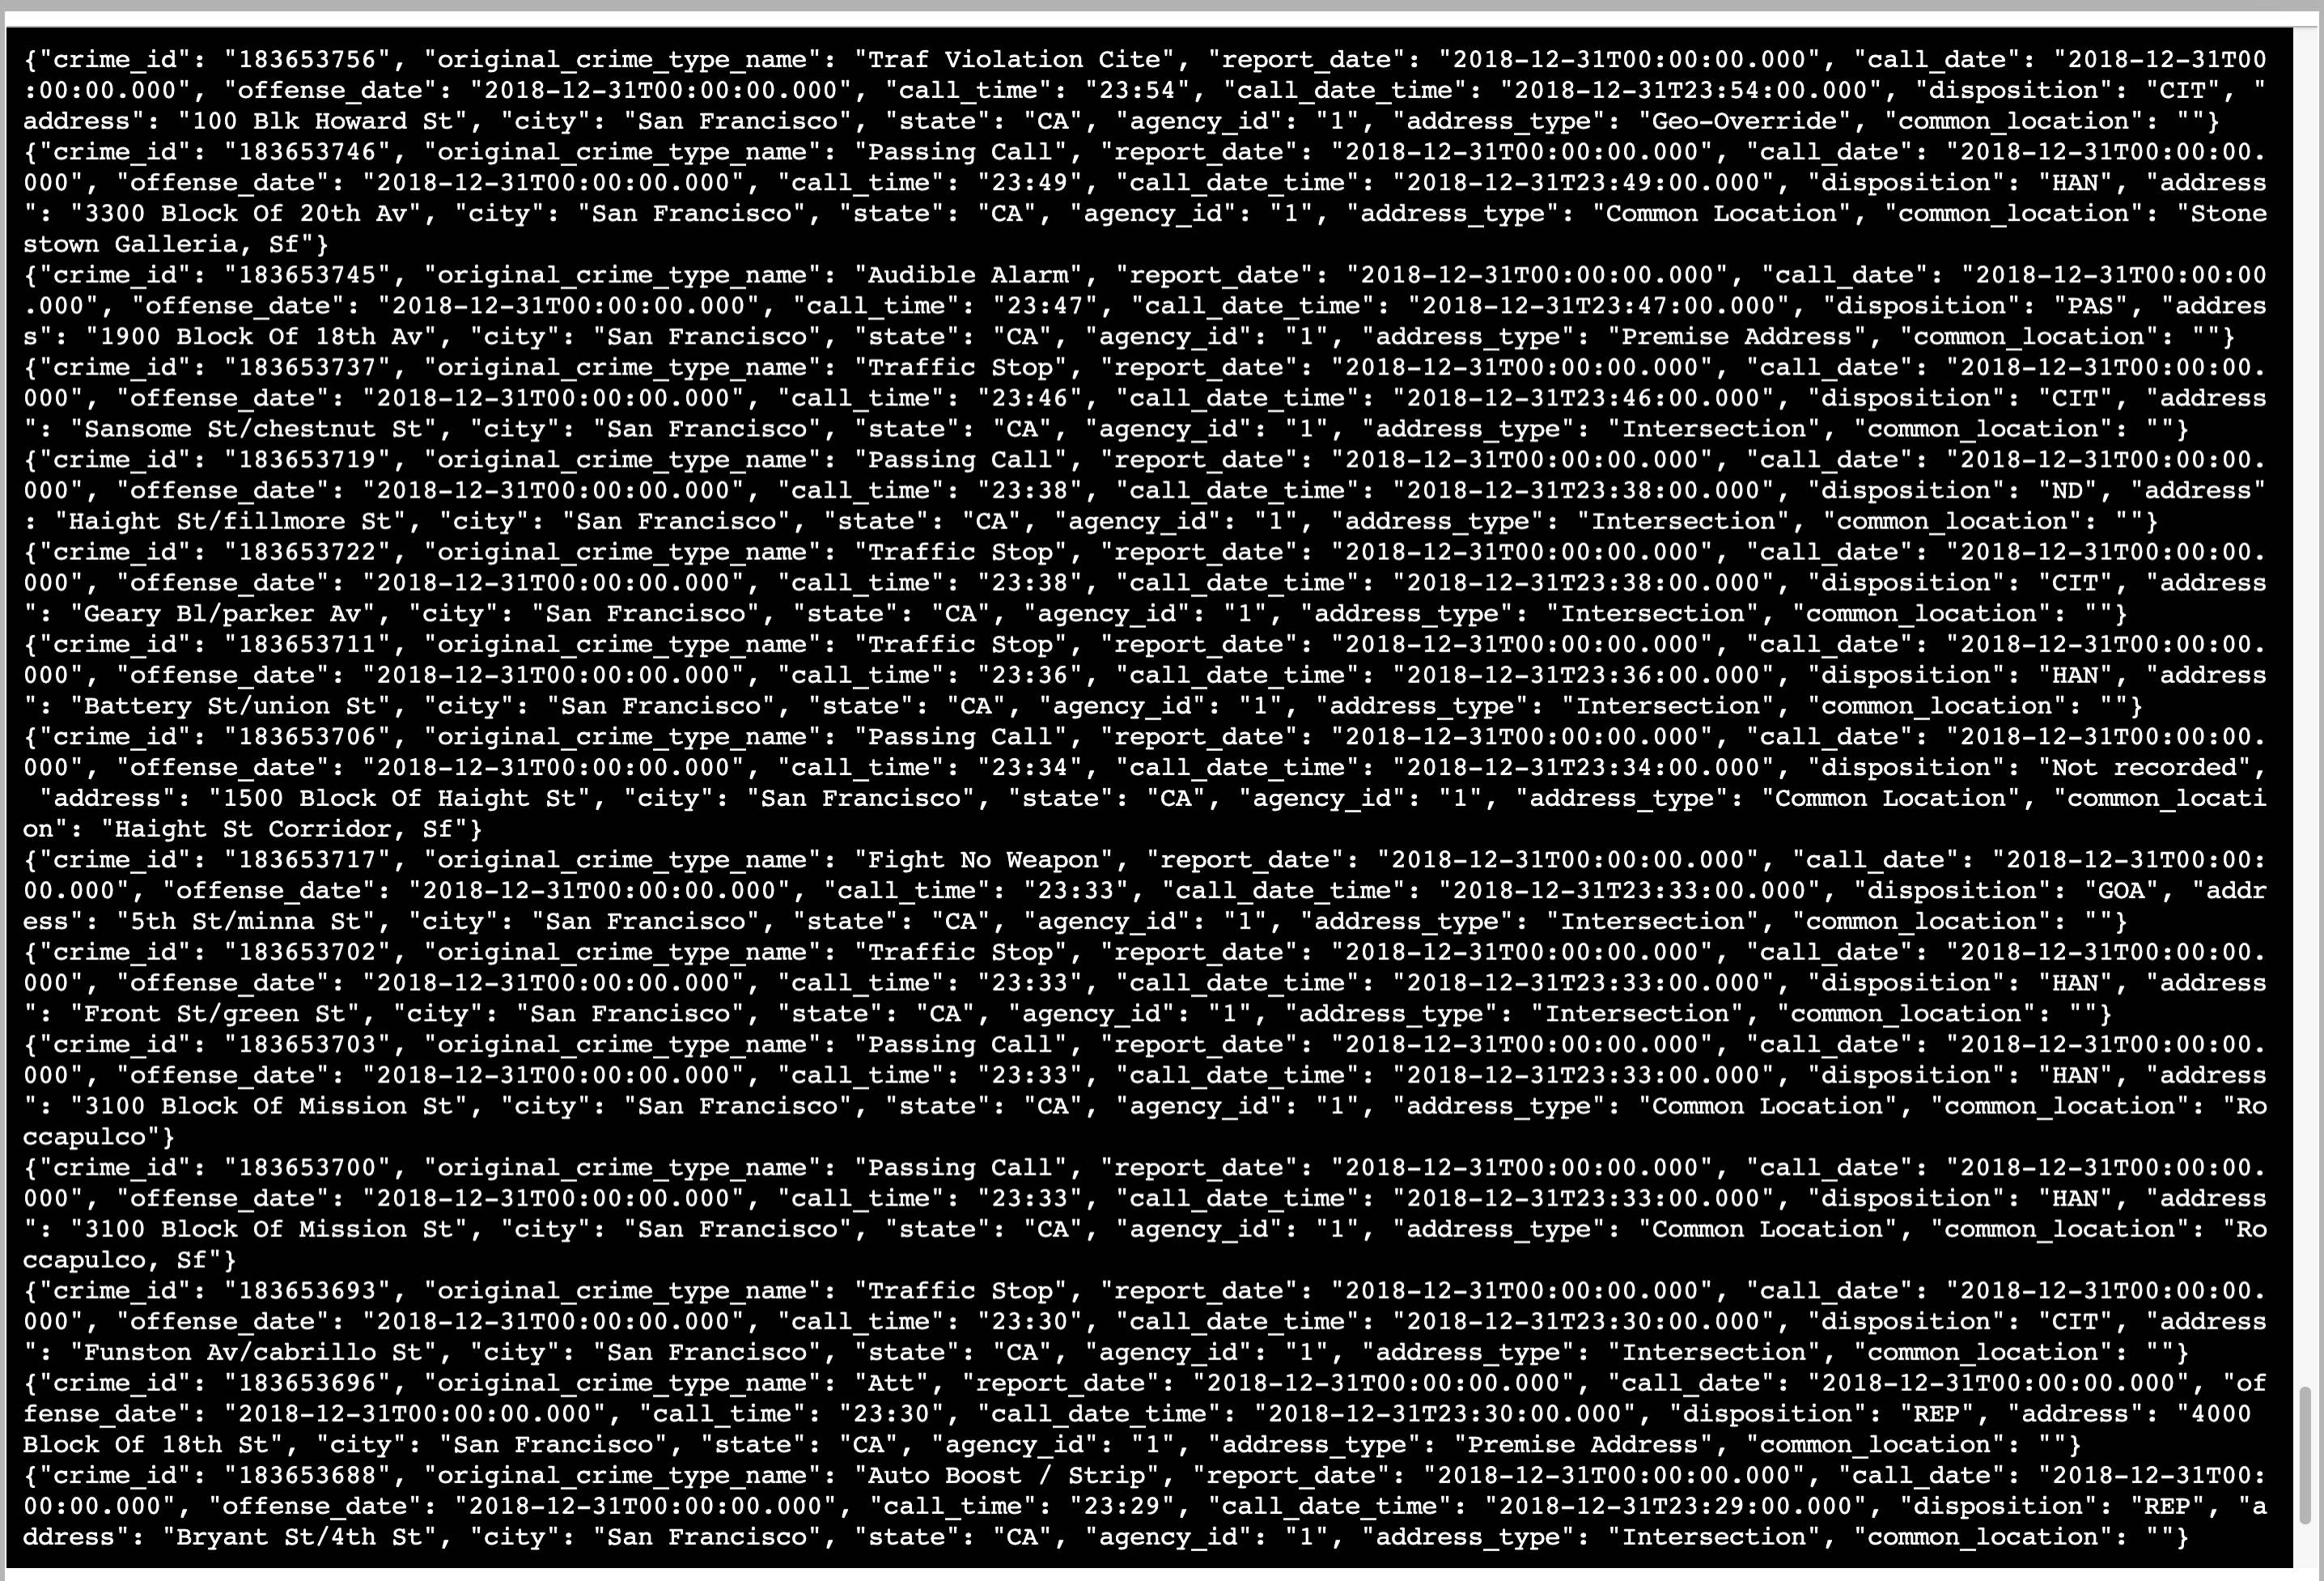 {"crime_id": "183653756", "original_crime_type_name": "Traf Violation Cite", "report_date": "2018-12-31T00:00:00.000", "call_date": "2018-12-31T00
:00:00.000", "offense_date": "2018-12-31T00:00:00.000", "call_time": "23:54", "call_date_time": "2018-12-31T23:54:00.000", "disposition": "CIT", "
address": "100 Blk Howard St", "city": "San Francisco", "state": "CA", "agency_id": "1", "address_type": "Geo-Override", "common_location": ""}
{"crime_id": "183653746", "original_crime_type_name": "Passing Call", "report_date": "2018-12-31T00:00:00.000", "call_date": "2018-12-31T00:00:00.
000", "offense_date": "2018-12-31T00:00:00.000", "call_time": "23:49", "call_date_time": "2018-12-31T23:49:00.000", "disposition": "HAN", "address
": "3300 Block Of 20th Av", "city": "San Francisco", "state": "CA", "agency_id": "1", "address_type": "Common Location", "common_location": "Stone
stown Galleria, Sf"}
{"crime_id": "183653745", "original_crime_type_name": "Audible Alarm", "report_date": "2018-12-31T00:00:00.000", "call_date": "2018-12-31T00:00:00
.000", "offense_date": "2018-12-31T00:00:00.000", "call_time": "23:47", "call_date_time": "2018-12-31T23:47:00.000", "disposition": "PAS", "addres
s": "1900 Block Of 18th Av", "city": "San Francisco", "state": "CA", "agency_id": "1", "address_type": "Premise Address", "common_location": ""}
{"crime_id": "183653737", "original_crime_type_name": "Traffic Stop", "report_date": "2018-12-31T00:00:00.000", "call_date": "2018-12-31T00:00:00.
000", "offense_date": "2018-12-31T00:00:00.000", "call_time": "23:46", "call_date_time": "2018-12-31T23:46:00.000", "disposition": "CIT", "address
": "Sansome St/chestnut St", "city": "San Francisco", "state": "CA", "agency_id": "1", "address_type": "Intersection", "common_location": ""}
{"crime_id": "183653719", "original_crime_type_name": "Passing Call", "report_date": "2018-12-31T00:00:00.000", "call_date": "2018-12-31T00:00:00.
000", "offense_date": "2018-12-31T00:00:00.000", "call_time": "23:38", "call_date_time": "2018-12-31T23:38:00.000", "disposition": "ND", "address"
: "Haight St/fillmore St", "city": "San Francisco", "state": "CA", "agency_id": "1", "address_type": "Intersection", "common_location": ""}
{"crime_id": "183653722", "original_crime_type_name": "Traffic Stop", "report_date": "2018-12-31T00:00:00.000", "call_date": "2018-12-31T00:00:00.
000", "offense_date": "2018-12-31T00:00:00.000", "call_time": "23:38", "call_date_time": "2018-12-31T23:38:00.000", "disposition": "CIT", "address
": "Geary Bl/parker Av", "city": "San Francisco", "state": "CA", "agency_id": "1", "address_type": "Intersection", "common_location": ""}
{"crime_id": "183653711", "original_crime_type_name": "Traffic Stop", "report_date": "2018-12-31T00:00:00.000", "call_date": "2018-12-31T00:00:00.
000", "offense_date": "2018-12-31T00:00:00.000", "call_time": "23:36", "call_date_time": "2018-12-31T23:36:00.000", "disposition": "HAN", "address
": "Battery St/union St", "city": "San Francisco", "state": "CA", "agency_id": "1", "address_type": "Intersection", "common_location": ""}
{"crime_id": "183653706", "original_crime_type_name": "Passing Call", "report_date": "2018-12-31T00:00:00.000", "call_date": "2018-12-31T00:00:00.
000", "offense_date": "2018-12-31T00:00:00.000", "call_time": "23:34", "call_date_time": "2018-12-31T23:34:00.000", "disposition": "Not recorded",
 "address": "1500 Block Of Haight St", "city": "San Francisco", "state": "CA", "agency_id": "1", "address_type": "Common Location", "common_locati
on": "Haight St Corridor, Sf"}
{"crime_id": "183653717", "original_crime_type_name": "Fight No Weapon", "report_date": "2018-12-31T00:00:00.000", "call_date": "2018-12-31T00:00:
00.000", "offense_date": "2018-12-31T00:00:00.000", "call_time": "23:33", "call_date_time": "2018-12-31T23:33:00.000", "disposition": "GOA", "addr
ess": "5th St/minna St", "city": "San Francisco", "state": "CA", "agency_id": "1", "address_type": "Intersection", "common_location": ""}
{"crime_id": "183653702", "original_crime_type_name": "Traffic Stop", "report_date": "2018-12-31T00:00:00.000", "call_date": "2018-12-31T00:00:00.
000", "offense_date": "2018-12-31T00:00:00.000", "call_time": "23:33", "call_date_time": "2018-12-31T23:33:00.000", "disposition": "HAN", "address
": "Front St/green St", "city": "San Francisco", "state": "CA", "agency_id": "1", "address_type": "Intersection", "common_location": ""}
{"crime_id": "183653703", "original_crime_type_name": "Passing Call", "report_date": "2018-12-31T00:00:00.000", "call_date": "2018-12-31T00:00:00.
000", "offense_date": "2018-12-31T00:00:00.000", "call_time": "23:33", "call_date_time": "2018-12-31T23:33:00.000", "disposition": "HAN", "address
": "3100 Block Of Mission St", "city": "San Francisco", "state": "CA", "agency_id": "1", "address_type": "Common Location", "common_location": "Ro
ccapulco"}
{"crime_id": "183653700", "original_crime_type_name": "Passing Call", "report_date": "2018-12-31T00:00:00.000", "call_date": "2018-12-31T00:00:00.
000", "offense_date": "2018-12-31T00:00:00.000", "call_time": "23:33", "call_date_time": "2018-12-31T23:33:00.000", "disposition": "HAN", "address
": "3100 Block Of Mission St", "city": "San Francisco", "state": "CA", "agency_id": "1", "address_type": "Common Location", "common_location": "Ro
ccapulco, Sf"}
{"crime_id": "183653693", "original_crime_type_name": "Traffic Stop", "report_date": "2018-12-31T00:00:00.000", "call_date": "2018-12-31T00:00:00.
000", "offense_date": "2018-12-31T00:00:00.000", "call_time": "23:30", "call_date_time": "2018-12-31T23:30:00.000", "disposition": "CIT", "address
": "Funston Av/cabrillo St", "city": "San Francisco", "state": "CA", "agency_id": "1", "address_type": "Intersection", "common_location": ""}
{"crime_id": "183653696", "original_crime_type_name": "Att", "report_date": "2018-12-31T00:00:00.000", "call_date": "2018-12-31T00:00:00.000", "of
fense_date": "2018-12-31T00:00:00.000", "call_time": "23:30", "call_date_time": "2018-12-31T23:30:00.000", "disposition": "REP", "address": "4000 
Block Of 18th St", "city": "San Francisco", "state": "CA", "agency_id": "1", "address_type": "Premise Address", "common_location": ""}
{"crime_id": "183653688", "original_crime_type_name": "Auto Boost / Strip", "report_date": "2018-12-31T00:00:00.000", "call_date": "2018-12-31T00:
00:00.000", "offense_date": "2018-12-31T00:00:00.000", "call_time": "23:29", "call_date_time": "2018-12-31T23:29:00.000", "disposition": "REP", "a
ddress": "Bryant St/4th St", "city": "San Francisco", "state": "CA", "agency_id": "1", "address_type": "Intersection", "common_location": ""}